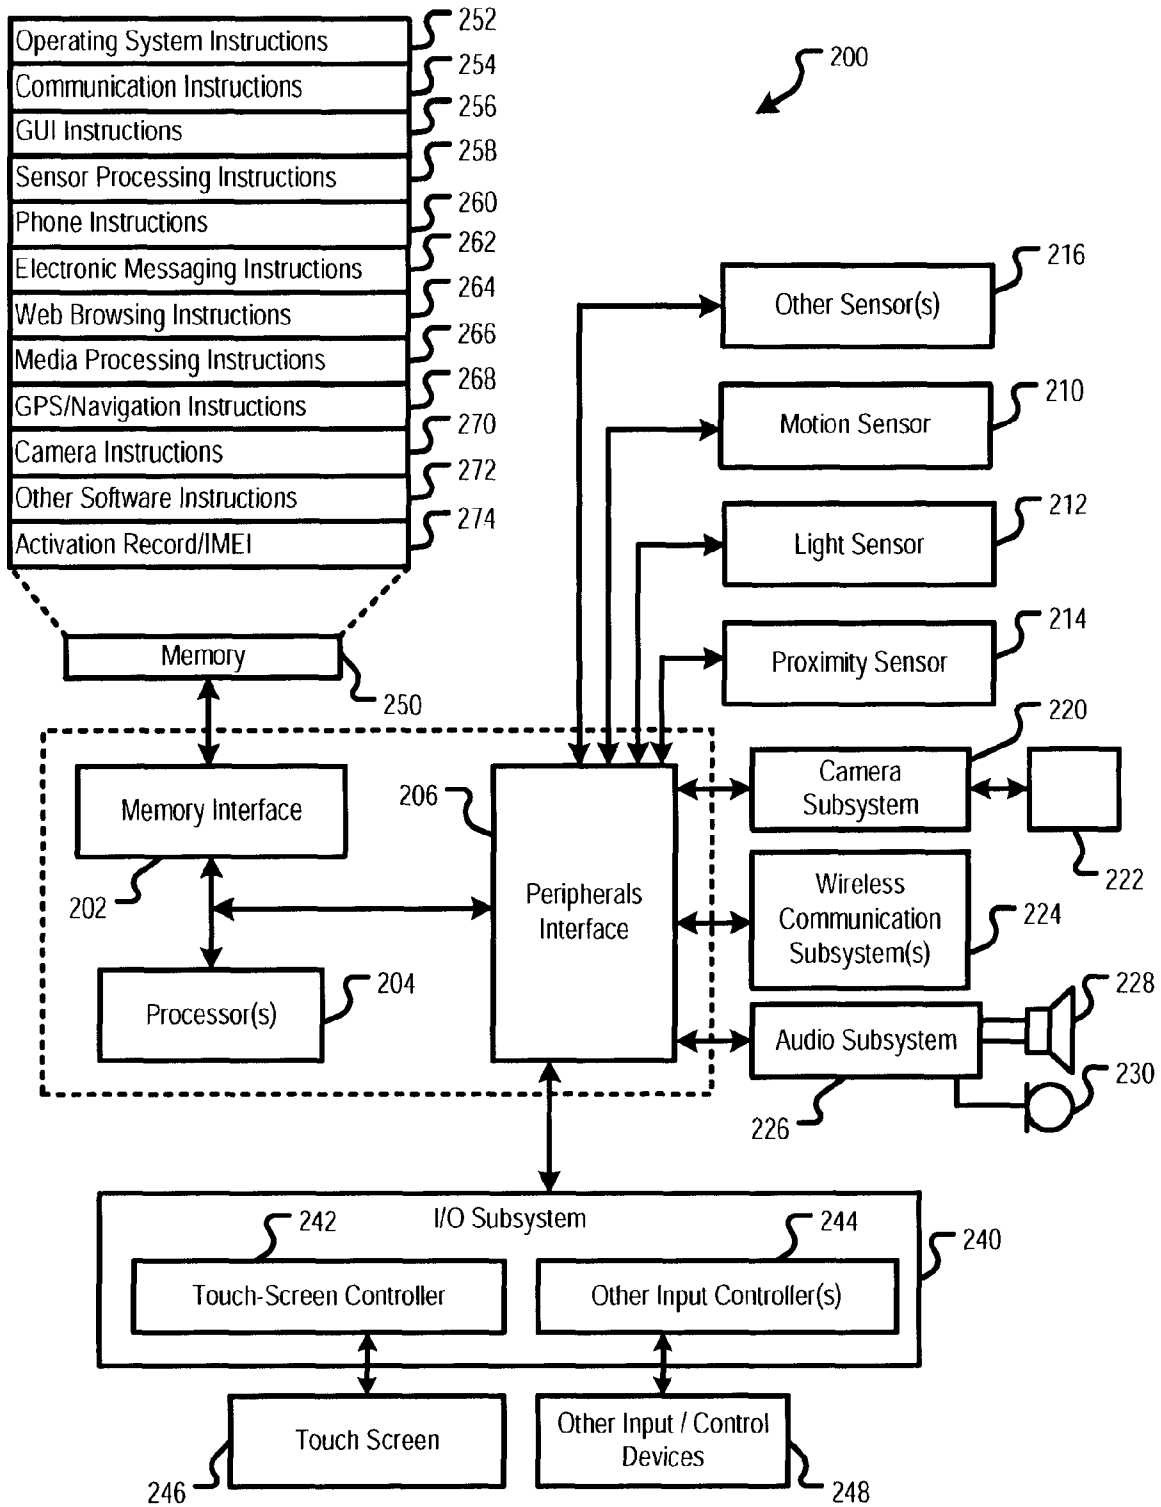 252
Operating System Instructions
254
Communication Instructions
256
GUI Instructions
258
Sensor Processing Instructions
260
Phone Instructions
262
Electronic Messaging Instructions
264
Web Browsing Instructions
266
Media Processing Instructions
268
GPS/Navigation Instructions
270
Camera Instructions
272
Other Software Instructions
274
Activation Record/IMEI
Memory
250
200
216
Other Sensor(s)
210
Motion Sensor
212
Light Sensor
214
Proximity Sensor
220
Camera
Subsystem
222
Memory Interface
202
206
Peripherals
Interface
Wireless
Communication
Subsystem(s)
224
204
Processor(s)
Audio Subsystem
228
230
226
I/O Subsystem
242
244
240
Touch-Screen Controller
Other Input Controller(s)
Touch Screen
246
Other Input / Control
Devices
248